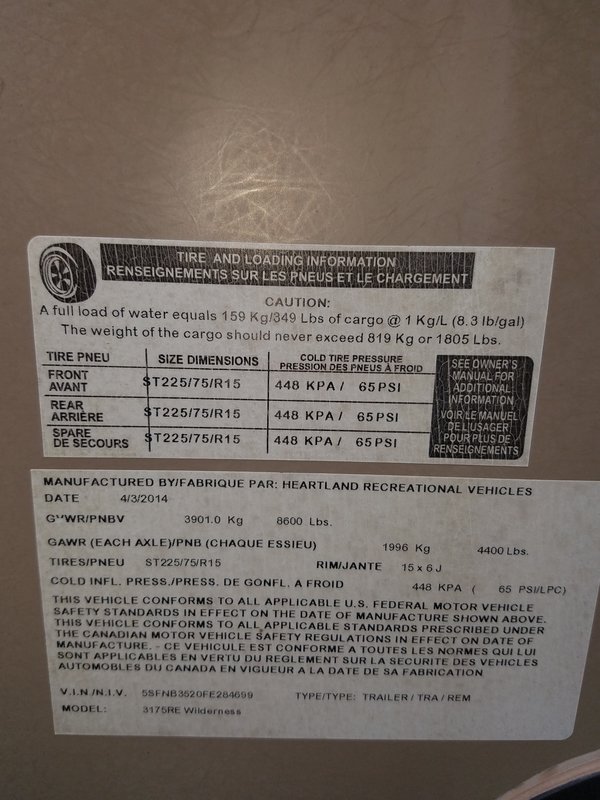 TIRE AND LOADING INFORMATION
RENSEIGNEMENTS SUR LES PNEUS ET LE CHARGEMENT
CAUTION:
A full load of water equals 159 Kg/349 Lbs of cargo @ 1 Kg/L (8.3 lb/gal)
The weight of the cargo should never exceed 819 Kg or 1805 Lbs.
TIRE PNEU SIZE DIMENSIONS COLD TIRE PRESSURE
PRESSION DES PNEUS À FROID
FRONT
AVANT ST225/75/R15 448 KPA / 65 PSI
REAR
ARRIÈRE ST225/75/R15 448 KPA / 65 PSI
SPARE
DE SECOURS ST225/75/R15 448 KPA / 65 PSI
SEE OWNER'S
MANUAL FOR
ADDITIONAL
INFORMATION
VOIR LE MANUEL
DE L'USAGER
POUR PLUS DE
RENSEIGNEMENTS
MANUFACTURED BY/FABRIQUE PAR: HEARTLAND RECREATIONAL VEHICLES
DATE 4/3/2014
GVWR/PNBV 3901.0 Kg 8600 Lbs.
GAWR (EACH AXLE)/PNB (CHAQUE ESSIEU) 1996 Kg 4400 Lbs.
TIRES/PNEU ST225/75/R15 RIM/JANTE 15 x 6 J
COLD INFL. PRESS./PRESS. DE GONFL. A FROID 448 KPA ( 65 PSI/LPC)
THIS VEHICLE CONFORMS TO ALL APPLICABLE U.S. FEDERAL MOTOR VEHICLE
SAFETY STANDARDS IN EFFECT ON THE DATE OF MANUFACTURE SHOWN ABOVE.
THIS VEHICLE CONFORMS TO ALL APPLICABLE STANDARDS PRESCRIBED UNDER
THE CANADIAN MOTOR VEHICLE SAFETY REGULATIONS IN EFFECT ON DATE OF
MANUFACTURE. - CE VEHICULE EST CONFORME A TOUTES LES NORMES QUI LUI
SONT APPLICABLES EN VERTU DU REGLEMENT SUR LA SECURITE DES VEHICLES
AUTOMOBILES DU CANADA EN VIGUEUR A LA DATE DE SA FABRICATION
V.I.N./N.I.V. 5SFNB3520FE284699 TYPE/TYPE: TRAILER / TRA / REM
MODEL: 3175RE Wilderness